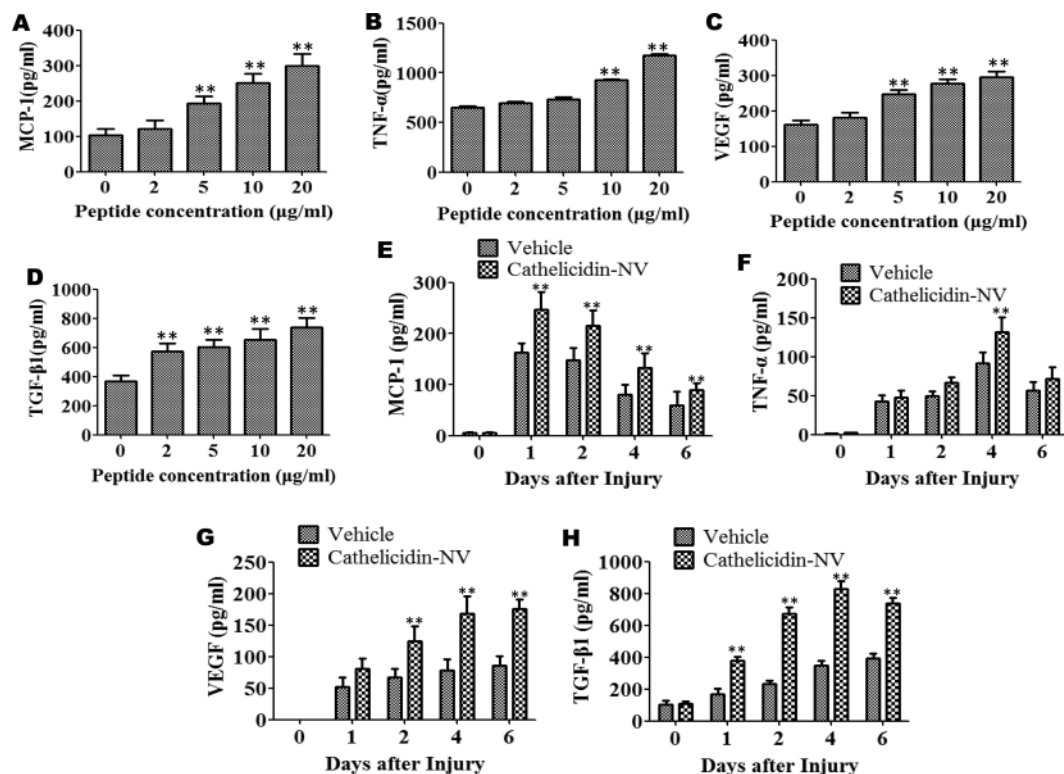 A
MCP-1(pg/ml)
400
300
200
100
0
** ** **
0 2 5 10 20
Peptide concentration (μg/ml)
B
TNF-α(pg/ml)
1500
1000
500
0
** **
0 2 5 10 20
Peptide concentration (μg/ml)
C
VEGF (pg/ml)
400
300
200
100
0
** ** **
0 2 5 10 20
Peptide concentration (μg/ml)
D
TGF-β1(pg/ml)
1000
800
600
400
200
0
** ** ** **
0 2 5 10 20
Peptide concentration (μg/ml)
E
Vehicle
Cathelicidin-NV
MCP-1 (pg/ml)
300
200
100
0
** ** ** **
0 1 2 4 6
Days after Injury
F
Vehicle
Cathelicidin-NV
TNF-α (pg/ml)
200
150
100
50
0
**
0 1 2 4 6
Days after Injury
G
Vehicle
Cathelicidin-NV
VEGF (pg/ml)
250
200
150
100
50
0
** ** **
0 1 2 4 6
Days after Injury
H
Vehicle
Cathelicidin-NV
TGF-β1 (pg/ml)
1000
800
600
400
200
0
** ** ** **
0 1 2 4 6
Days after Injury